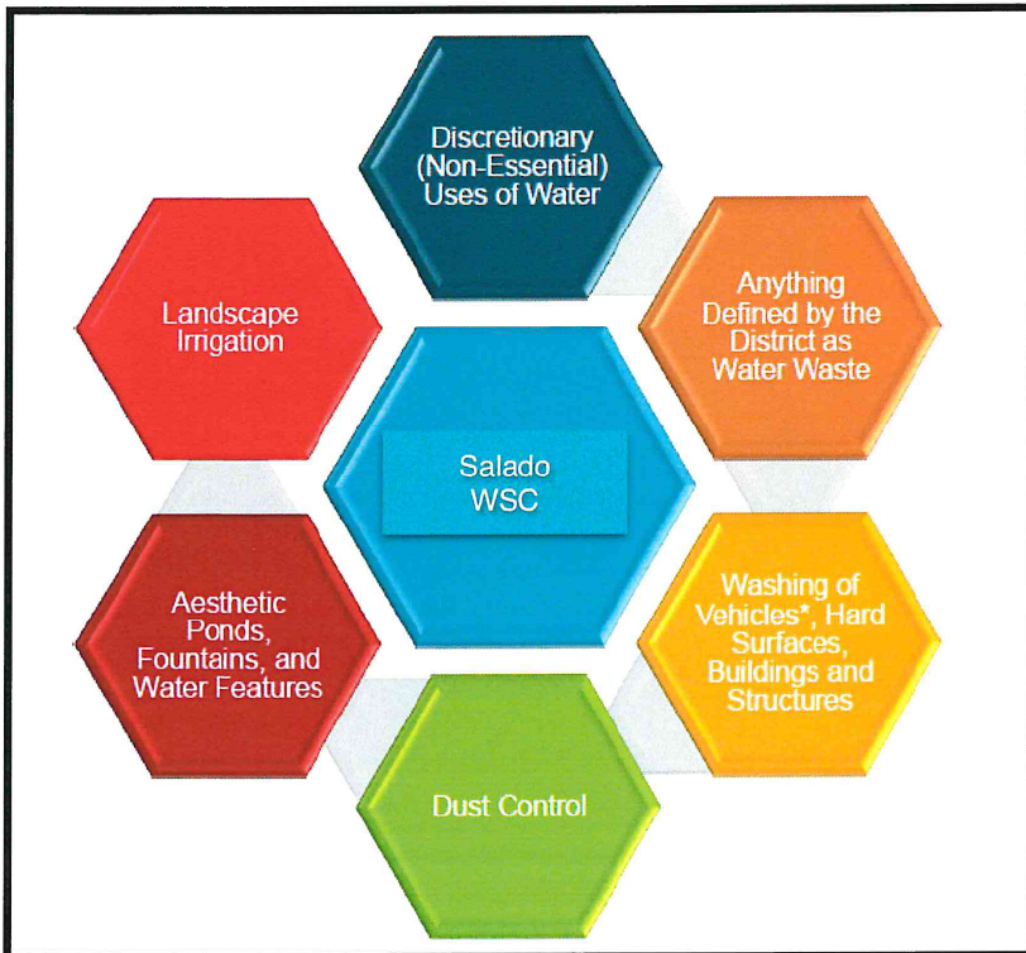 Discretionary
(Non-Essential)
Uses of Water
Anything
Defined by the
District as
Water Waste
Washing of
Vehicles*, Hard
Surfaces,
Buildings and
Structures
Dust Control
Aesthetic
Ponds,
Fountains, and
Water Features
Landscape
Irrigation
Salado
WSC